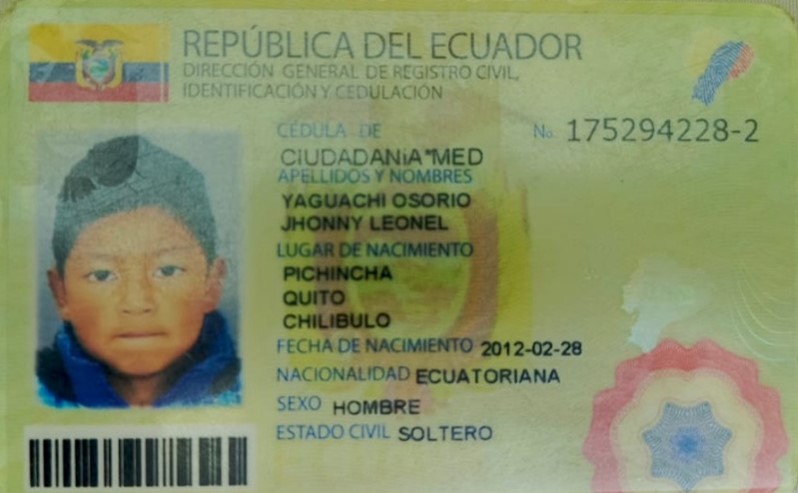 REPÚBLICA DEL ECUADOR
DIRECCIÓN GENERAL DE REGISTRO CIVIL,
IDENTIFICACIÓN Y CEDULACIÓN
CÉDULA DE No. 175294228-2
CIUDADANíA*MED
APELLIDOS Y NOMBRES
YAGUACHI OSORIO
JHONNY LEONEL
LUGAR DE NACIMIENTO
PICHINCHA
QUITO
CHILIBULO
FECHA DE NACIMIENTO 2012-02-28
NACIONALIDAD ECUATORIANA
SEXO HOMBRE
ESTADO CIVIL SOLTERO